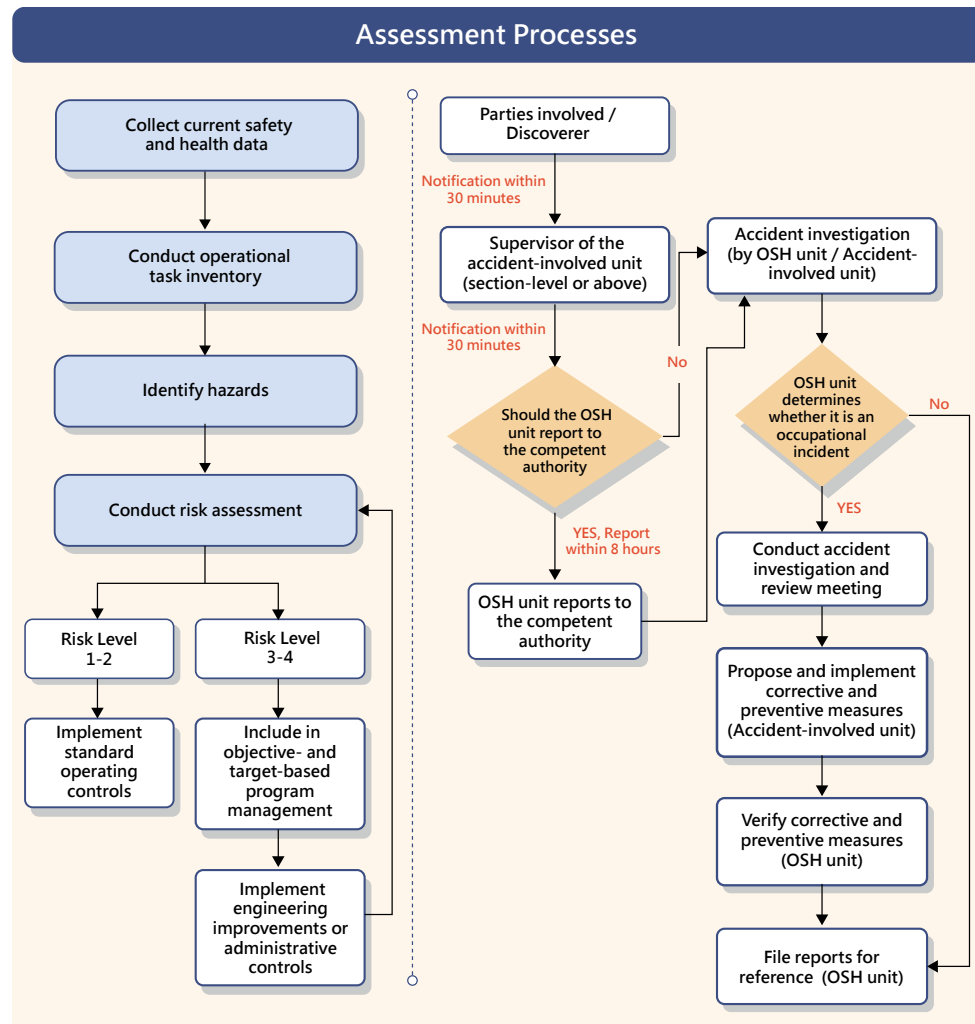 Assessment Processes
Collect current safety
and health data
Conduct operational
task inventory
Identify hazards
Conduct risk assessment
Risk Level
1-2
Risk Level
3-4
Implement
standard
operating
controls
Include in
objective- and
target-based
program
management
Implement
engineering
improvements or
administrative
controls
Parties involved /
Discoverer
Notification within
30 minutes
Supervisor of the
accident-involved unit
(section-level or above)
Notification within
30 minutes
Should the OSH
unit report to
the competent
authority
No
YES, Report
within 8 hours
OSH unit reports to
the competent
authority
Accident investigation
(by OSH unit / Accident-
involved unit)
OSH unit
determines
whether it is an
occupational
incident
No
YES
Conduct accident
investigation and
review meeting
Propose and implement
corrective and
preventive measures
(Accident-involved unit)
Verify corrective and
preventive measures
(OSH unit)
File reports for
reference (OSH unit)